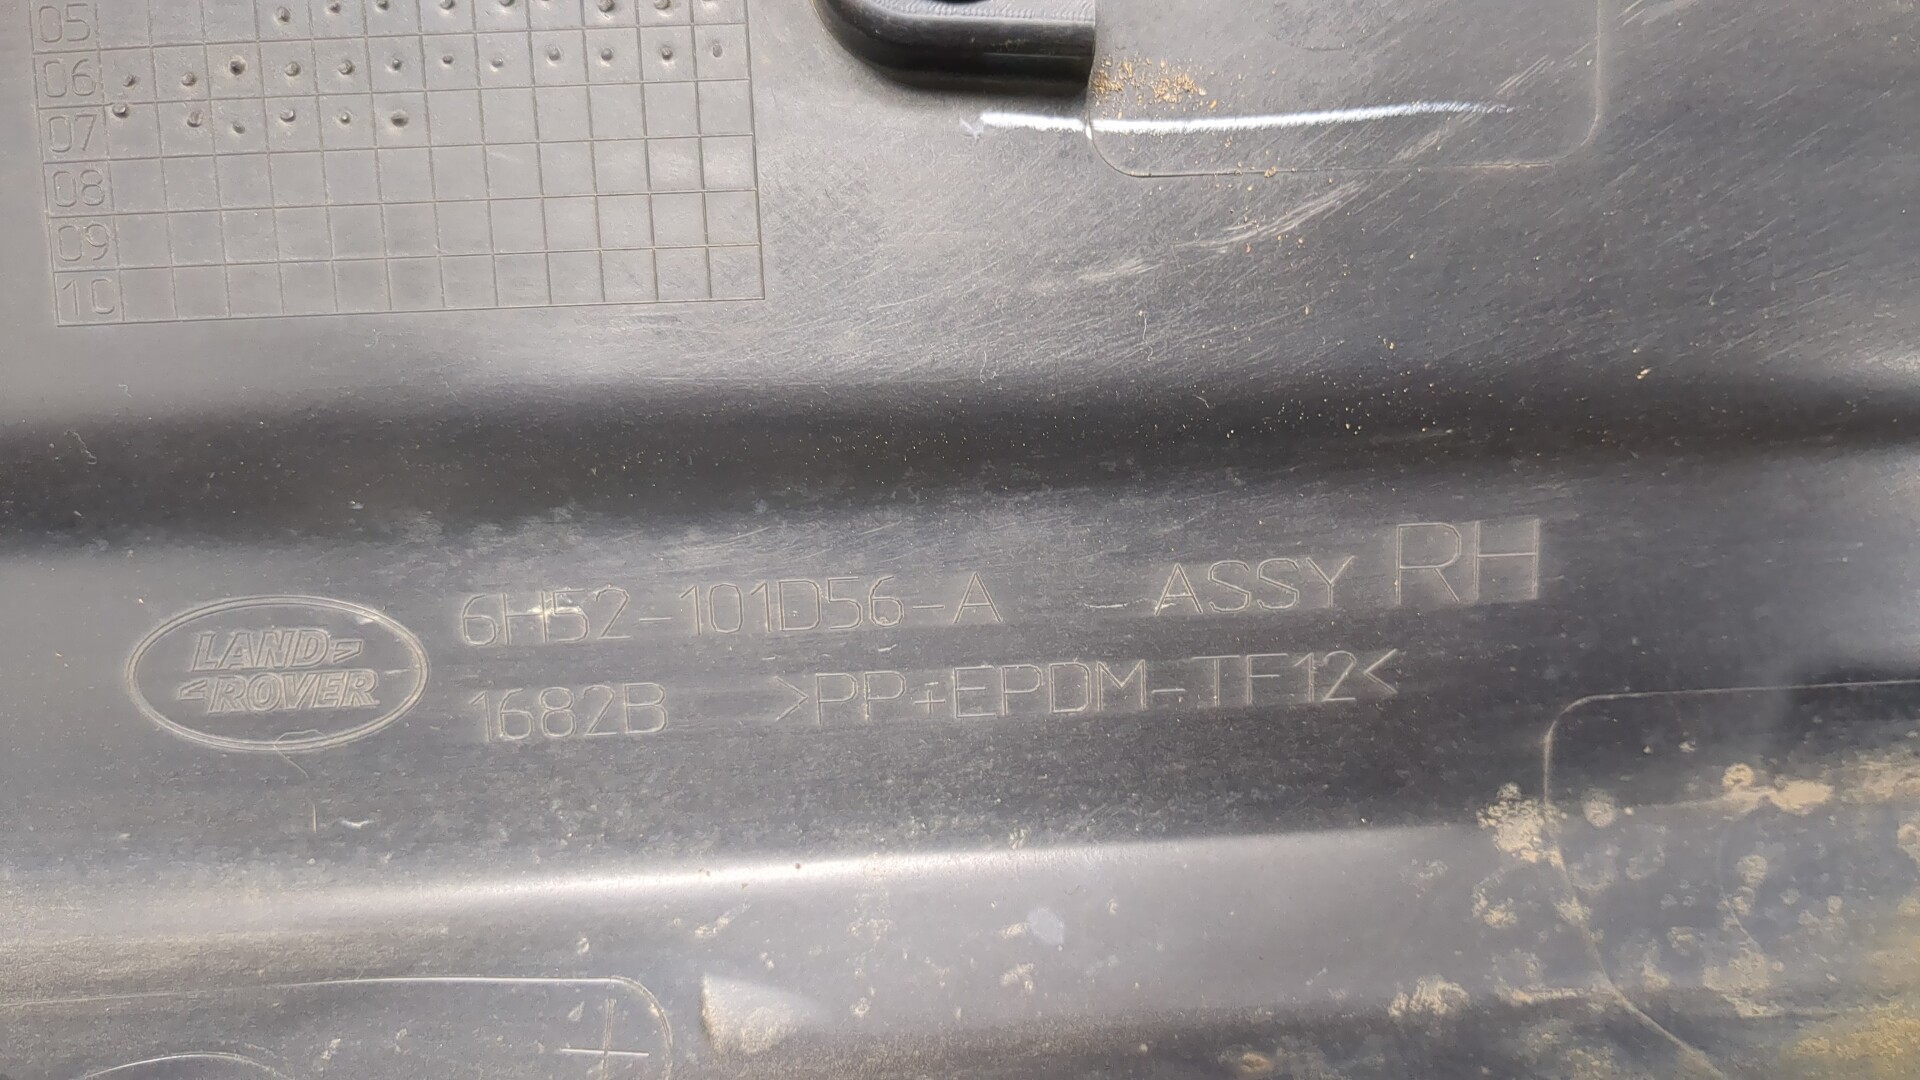 05
06
07
08
09
10
6H52-101D56-A ASSY RH
LAND
ROVER
1682B >PP+EPDM-TF12<